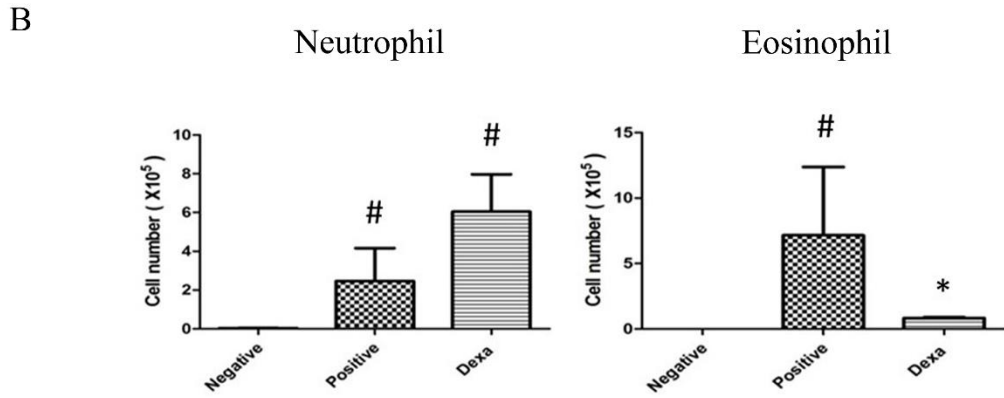 B
Neutrophil
Cell number ( X10⁵ )
10
8
6
4
2
0
#
#
Negative
Positive
Dexa
Eosinophil
Cell number ( X10⁵ )
15
10
5
0
#
*
Negative
Positive
Dexa